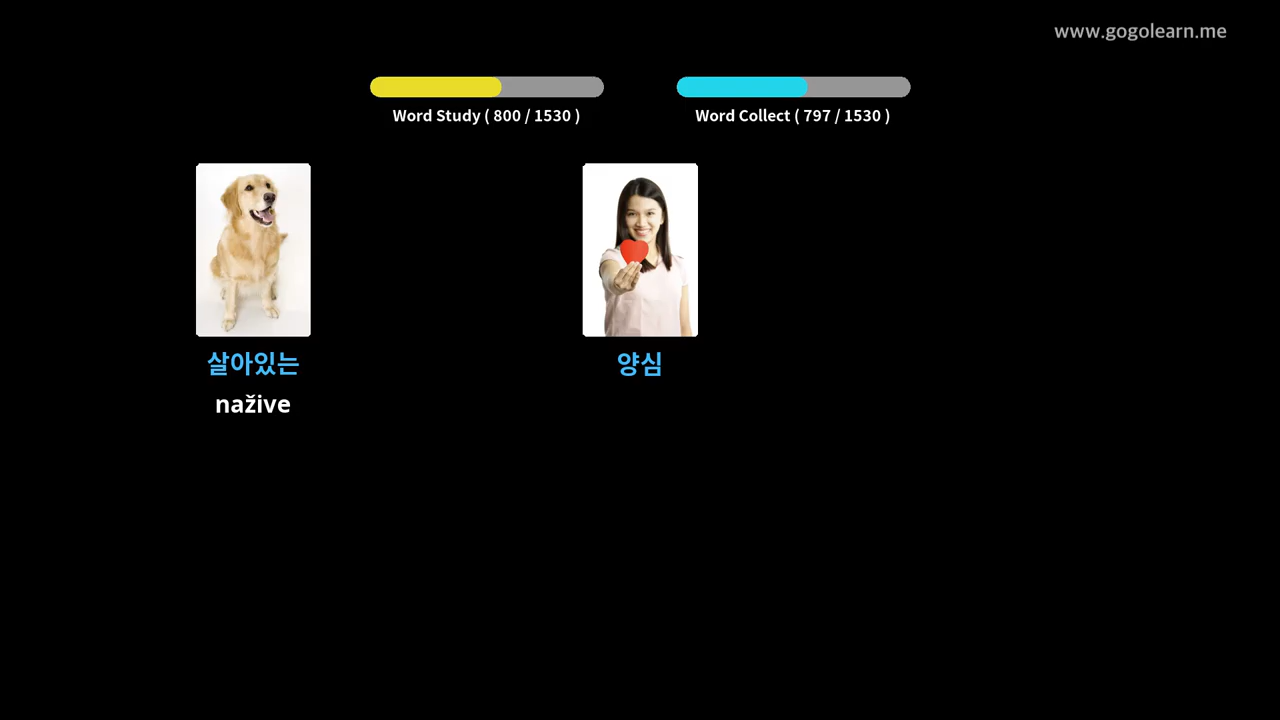 www.gogolearn.me
Word Study ( 800 / 1530 )
Word Collect ( 797 / 1530 )
살아있는
nažive
양심